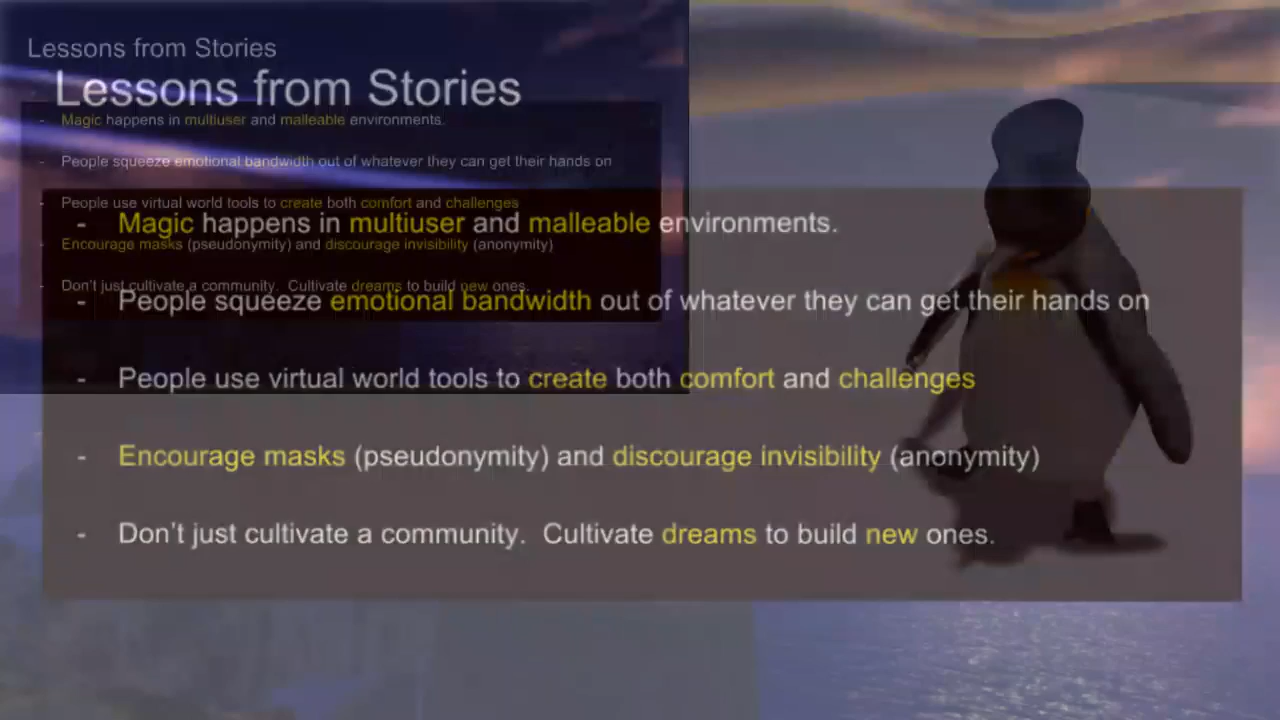 Lessons from Stories
Lessons from Stories
- Magic happens in multiuser and malleable environments.
- People squeeze emotional bandwidth out of whatever they can get their hands on
- People use virtual world tools to create both comfort and challenges
- Encourage masks (pseudonymity) and discourage invisibility (anonymity)
- Don't just cultivate a community.  Cultivate dreams to build new ones.
- Magic happens in multiuser and malleable environments.
- People squeeze emotional bandwidth out of whatever they can get their hands on
- People use virtual world tools to create both comfort and challenges
- Encourage masks (pseudonymity) and discourage invisibility (anonymity)
- Don't just cultivate a community.  Cultivate dreams to build new ones.